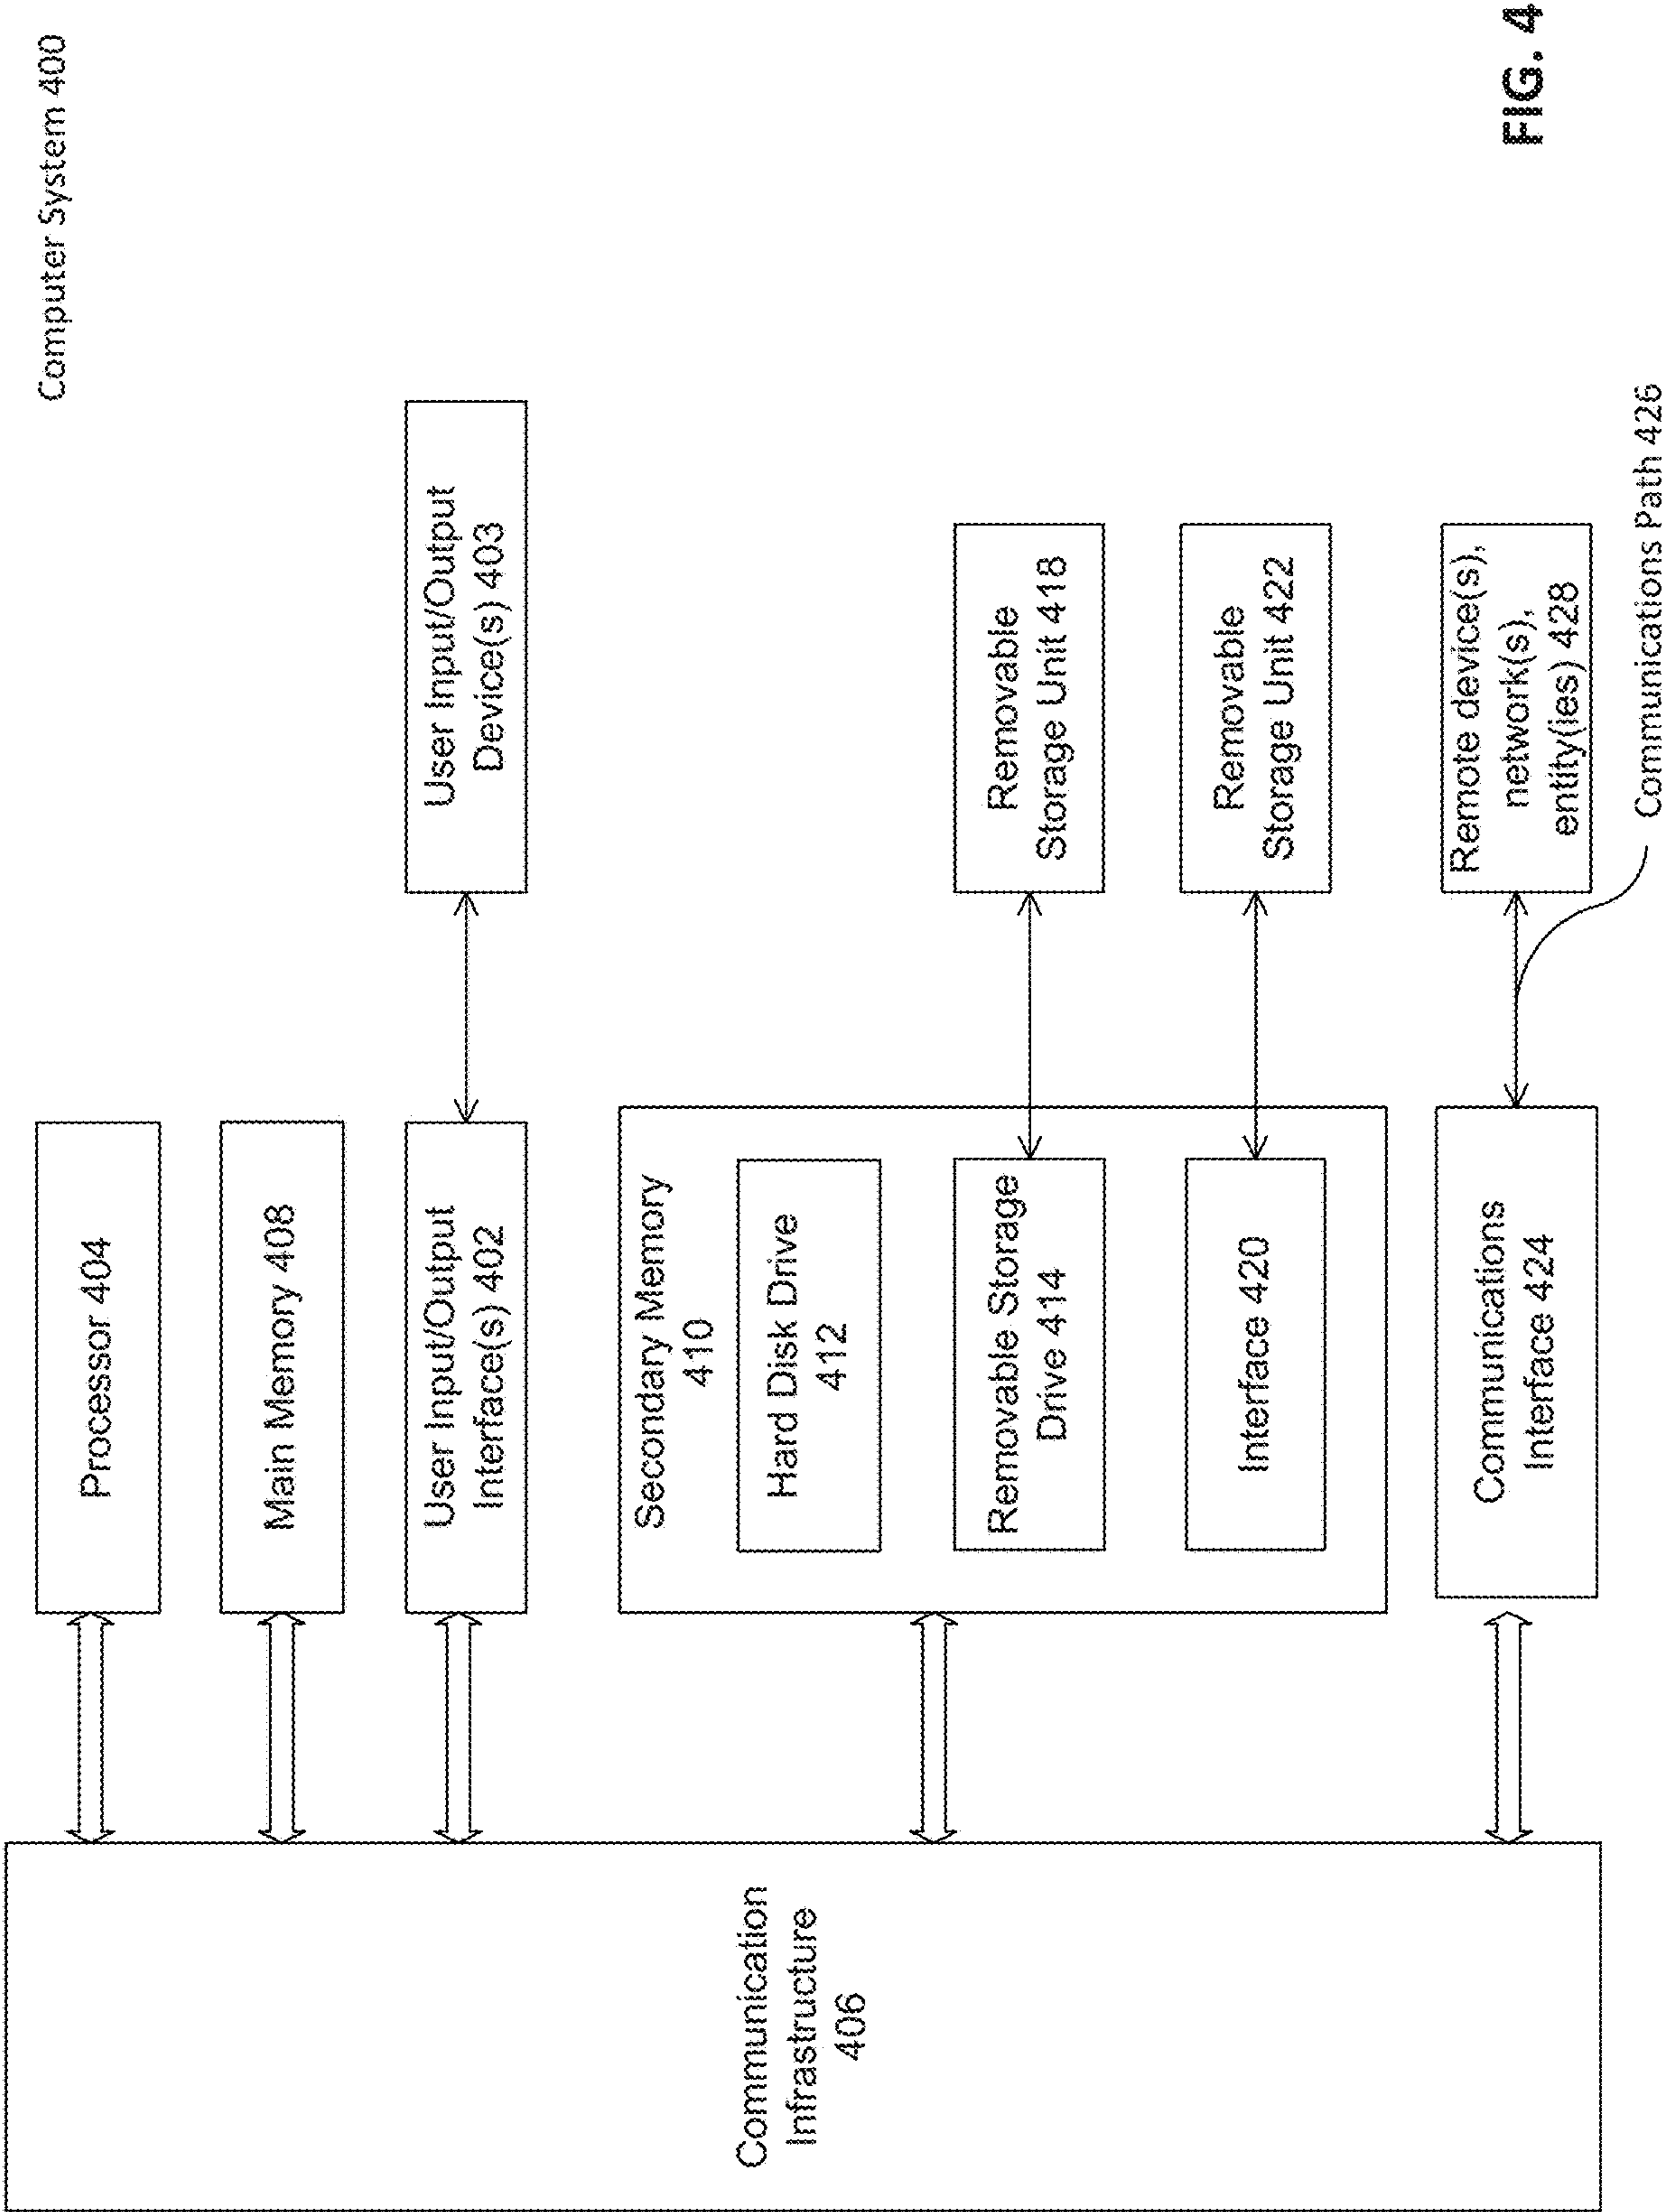 Computer System 400
Processor 404
Main Memory 408
User Input/Output
Interface(s) 402
User Input/Output
Device(s) 403
Communication
Infrastructure
406
Secondary Memory
410
Hard Disk Drive
412
Removable Storage
Drive 414
Removable
Storage Unit 418
Interface 420
Removable
Storage Unit 422
Communications
Interface 424
Remote device(s),
network(s),
entity(ies) 428
Communications Path 426
FIG. 4